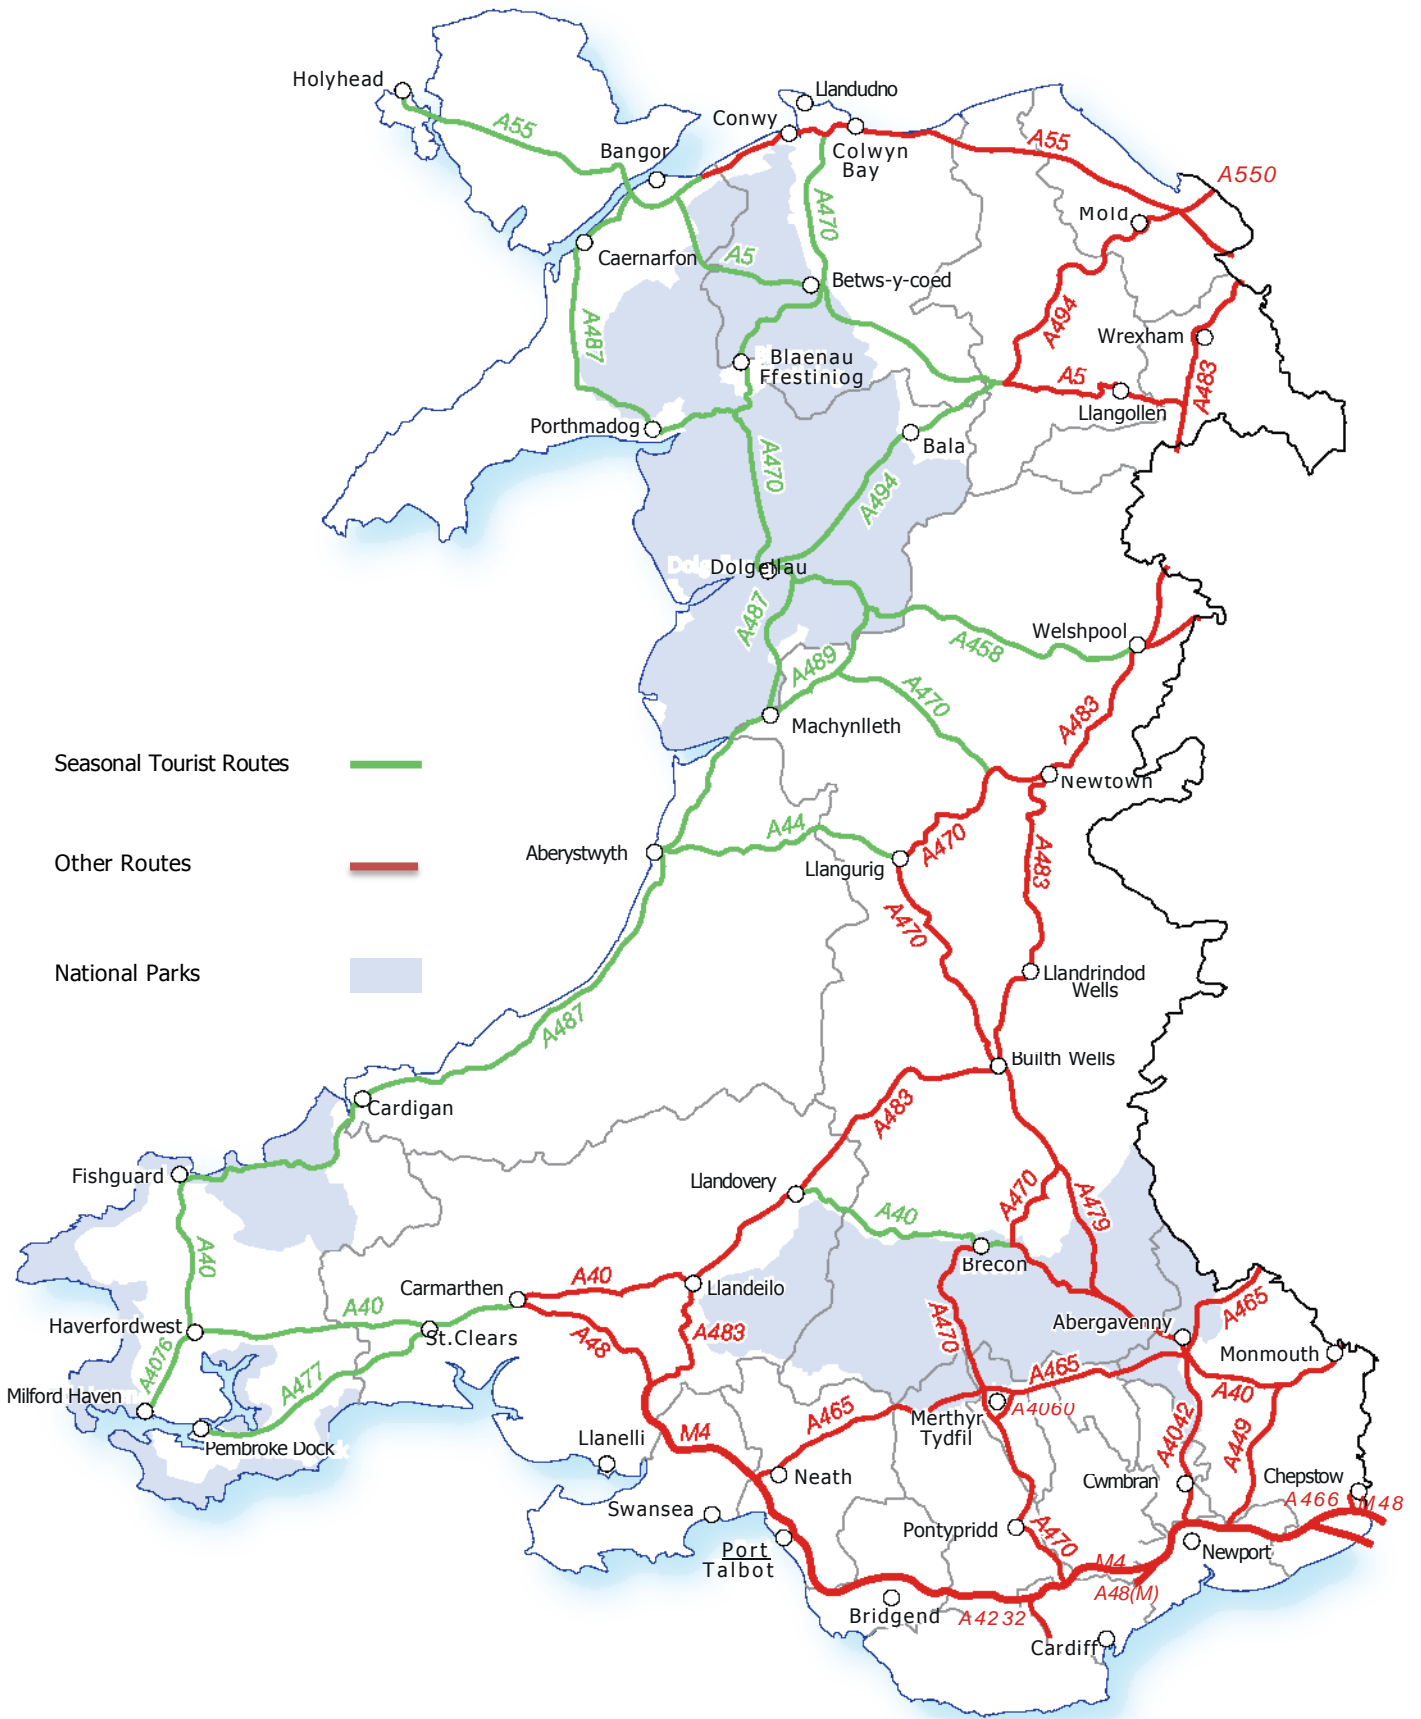 Holyhead
Llandudno
Conwy
A55
Bangor
Colwyn
Bay
A55
A550
Mold
A470
Caernarfon
A5
Betws-y-coed
A487
A494
Wrexham
Blaenau
Ffestiniog
A5
A483
Llangollen
Porthmadog
Bala
A470
A494
Dolgellau
A487
Welshpool
A458
A489
A470
A483
Machynlleth
Seasonal Tourist Routes
Newtown
A44
A470
Aberystwyth
Other Routes
Llangurig
A483
A470
National Parks
Llandrindod
Wells
A487
Builth Wells
Cardigan
A483
Fishguard
Llandovery
A470
A40
A479
A40
Brecon
Carmarthen
A40
Llandeilo
A40
Haverfordwest
St.Clears
A48
A483
A470
Abergavenny
A465
Monmouth
A4076
A477
A465
A40
Milford Haven
A465
Merthyr
Tydfil
A4060
Pembroke Dock
Llanelli
M4
A4042
A449
Neath
Cwmbran
Chepstow
A466
M48
Swansea
Pontypridd
A470
Port
Talbot
Newport
M4
A48(M)
Bridgend
A4232
Cardiff